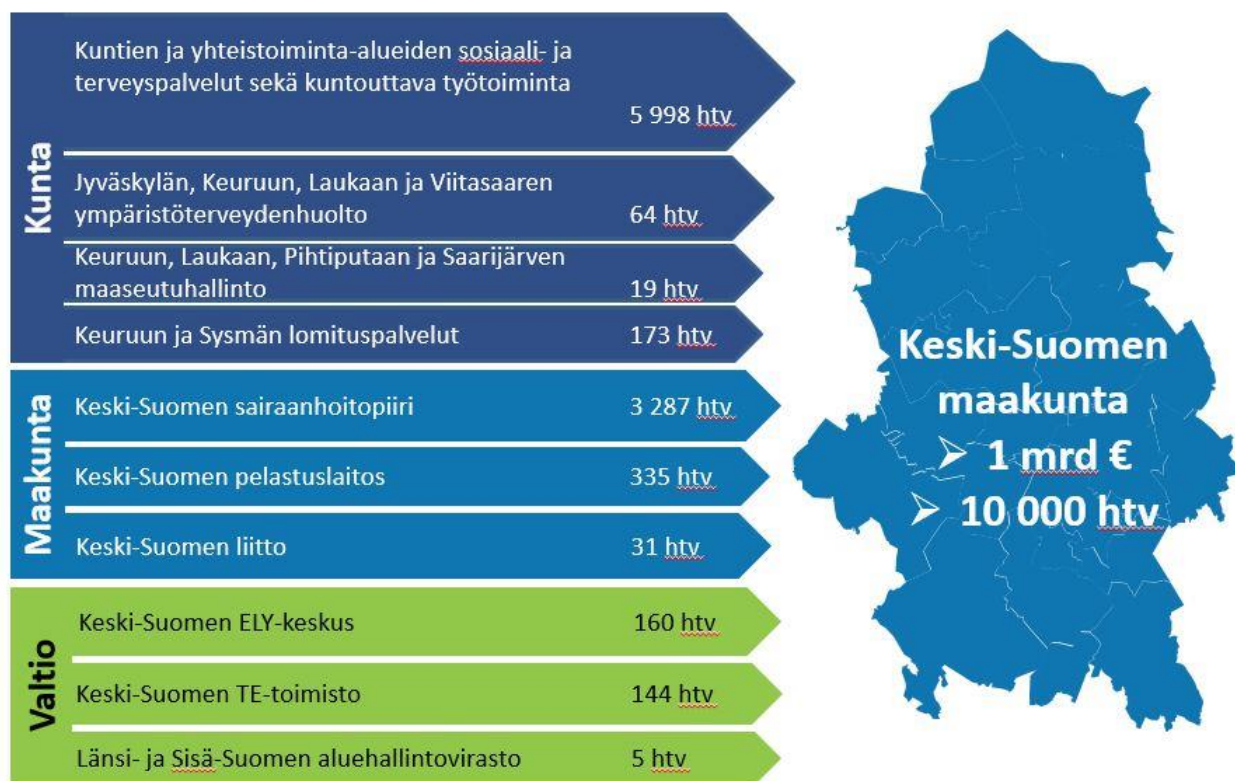 Kunta
Kuntien ja yhteistoiminta-alueiden sosiaali- ja
terveyspalvelut sekä kuntouttava työtoiminta
5 998 htv
Jyväskylän, Keuruun, Laukaan ja Viitasaaren
ympäristöterveydenhuolto 64 htv
Keuruun, Laukaan, Pihtiputaan ja Saarijärven
maaseutuhallinto 19 htv
Keuruun ja Sysmän lomituspalvelut 173 htv
Maakunta
Keski-Suomen sairaanhoitopiiri 3 287 htv
Keski-Suomen pelastuslaitos 335 htv
Keski-Suomen liitto 31 htv
Valtio
Keski-Suomen ELY-keskus 160 htv
Keski-Suomen TE-toimisto 144 htv
Länsi- ja Sisä-Suomen aluehallintovirasto 5 htv
Keski-Suomen
maakunta
➢ 1 mrd €
➢ 10 000 htv